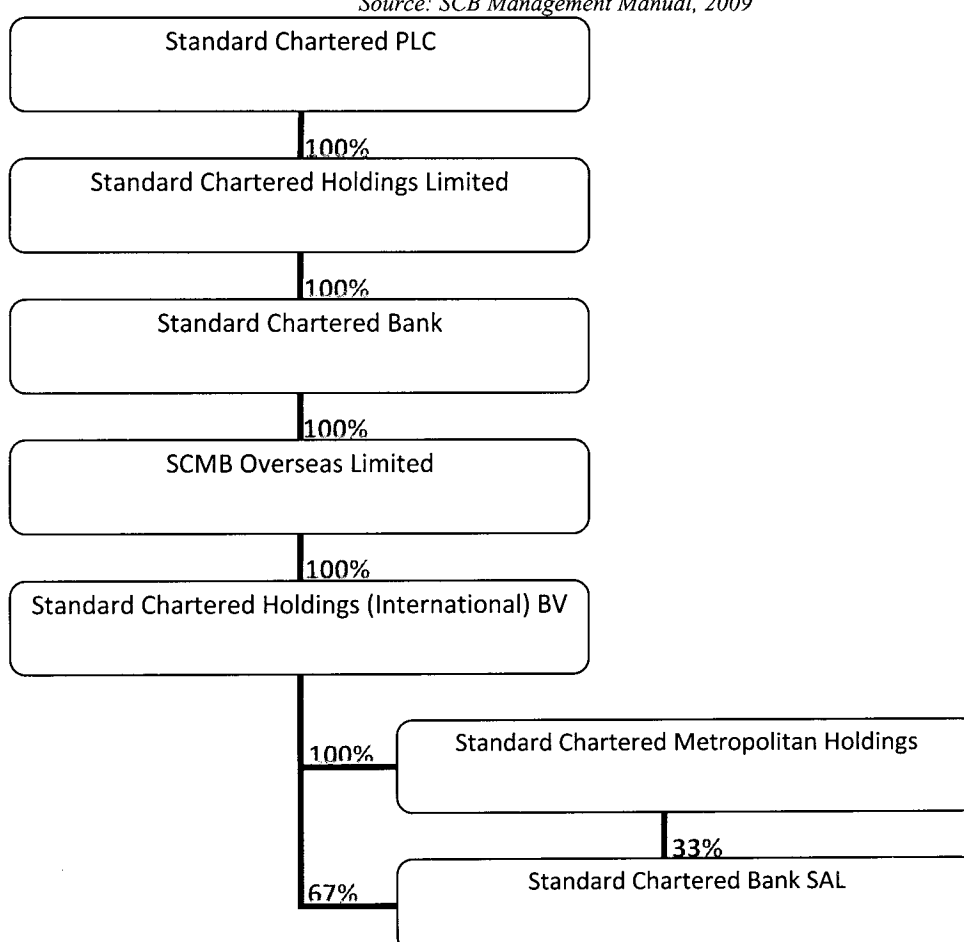 Source: SCB Management Manual, 2009
Standard Chartered PLC
100%
Standard Chartered Holdings Limited
100%
Standard Chartered Bank
100%
SCMB Overseas Limited
100%
Standard Chartered Holdings (International) BV
100%
Standard Chartered Metropolitan Holdings
33%
67%
Standard Chartered Bank SAL